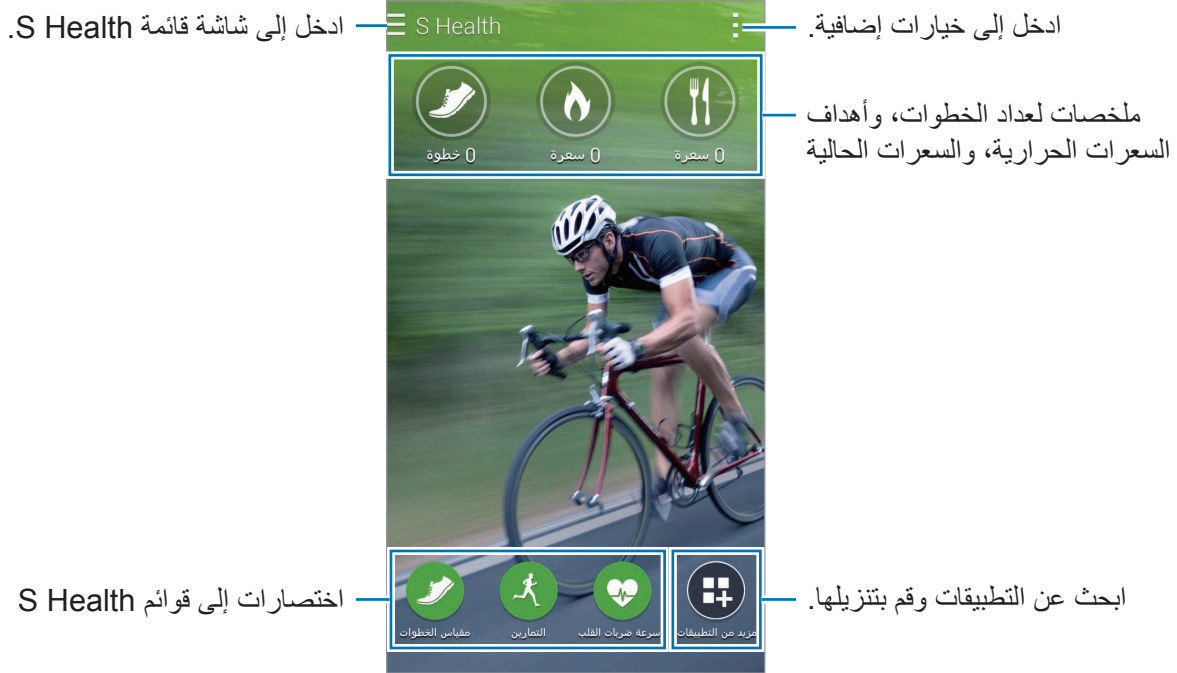 ادخل إلى خيارات إضافية.
S Health
ادخل إلى شاشة قائمة S Health.
ملخصات لعداد الخطوات، وأهداف
السعرات الحرارية، والسعرات الحالية
0 سعرة
0 سعرة
0 خطوة
ابحث عن التطبيقات وقم بتنزيلها.
اختصارات إلى قوائم S Health
مزيد من التطبيقات
سرعة ضربات القلب
التمارين
مقياس الخطوات